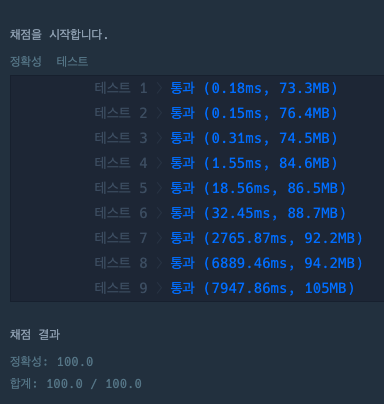 채점을 시작합니다.
정확성 테스트
테스트 1 〉 통과 (0.18ms, 73.3MB)
테스트 2 〉 통과 (0.15ms, 76.4MB)
테스트 3 〉 통과 (0.31ms, 74.5MB)
테스트 4 〉 통과 (1.55ms, 84.6MB)
테스트 5 〉 통과 (18.56ms, 86.5MB)
테스트 6 〉 통과 (32.45ms, 88.7MB)
테스트 7 〉 통과 (2765.87ms, 92.2MB)
테스트 8 〉 통과 (6889.46ms, 94.2MB)
테스트 9 〉 통과 (7947.86ms, 105MB)
채점 결과
정확성: 100.0
합계: 100.0 / 100.0